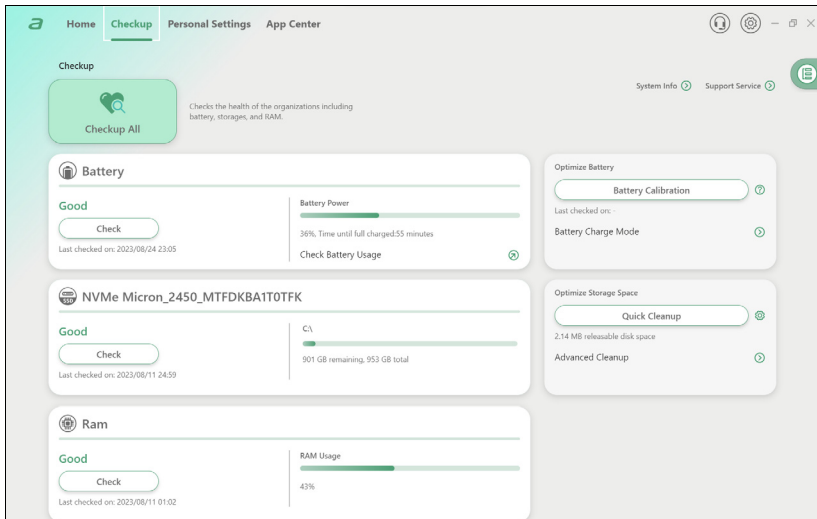 a Home Checkup Personal Settings App Center
Checkup
Checkup All
Checks the health of the organizations including
battery, storages, and RAM.
System Info
Support Service
Battery
Good
Check
Last checked on: 2023/08/24 23:05
Battery Power
36%, Time until full charged:55 minutes
Check Battery Usage
Optimize Battery
Battery Calibration
Last checked on: -
Battery Charge Mode
SSD
NVMe Micron_2450_MTFDKBA1T0TFK
Good
Check
Last checked on: 2023/08/11 24:59
C:\
901 GB remaining, 953 GB total
Optimize Storage Space
Quick Cleanup
2.14 MB releasable disk space
Advanced Cleanup
Ram
Good
Check
Last checked on: 2023/08/11 01:02
RAM Usage
43%